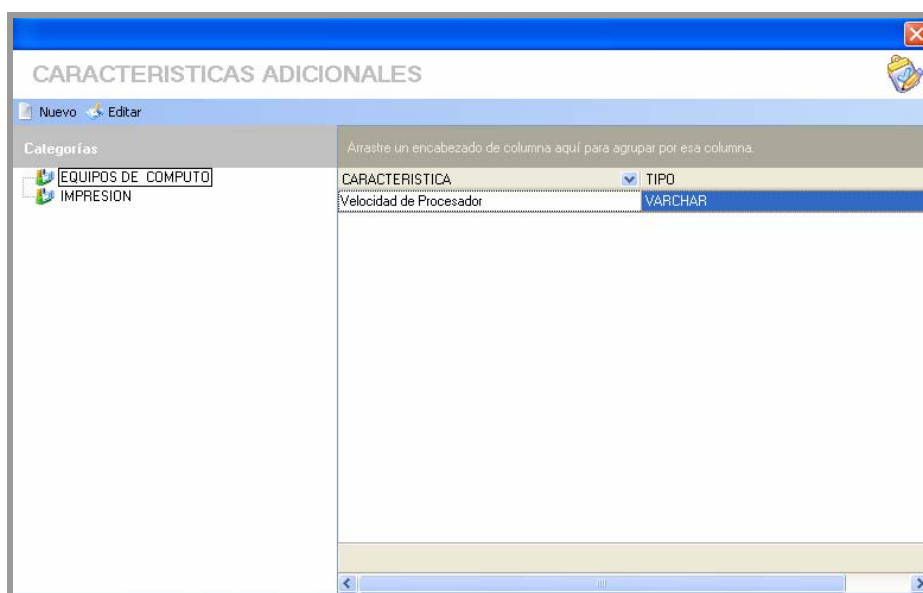 CARACTERISTICAS ADICIONALES
Nuevo Editar
Categorías
EQUIPOS DE COMPUTO
IMPRESION
Arrastre un encabezado de columna aquí para agrupar por esa columna.
CARACTERISTICA TIPO
Velocidad de Procesador VARCHAR